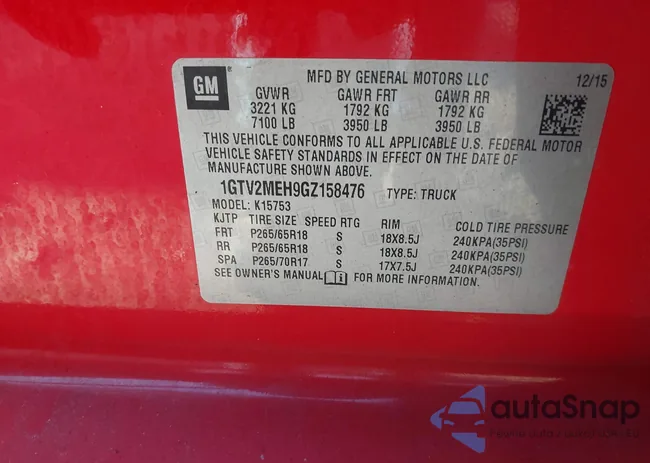 GM
MFD BY GENERAL MOTORS LLC 12/15
GVWR GAWR FRT GAWR RR
3221 KG 1792 KG 1792 KG
7100 LB 3950 LB 3950 LB
THIS VEHICLE CONFORMS TO ALL APPLICABLE U.S. FEDERAL MOTOR
VEHICLE SAFETY STANDARDS IN EFFECT ON THE DATE OF
MANUFACTURE SHOWN ABOVE.
1GTV2MEH9GZ158476 TYPE: TRUCK
MODEL: K15753
KJTP TIRE SIZE SPEED RTG RIM COLD TIRE PRESSURE
FRT P265/65R18 S 18X8.5J 240KPA(35PSI)
RR P265/65R18 S 18X8.5J 240KPA(35PSI)
SPA P265/70R17 S 17X7.5J 240KPA(35PSI)
SEE OWNER'S MANUAL FOR MORE INFORMATION.
autaSnap